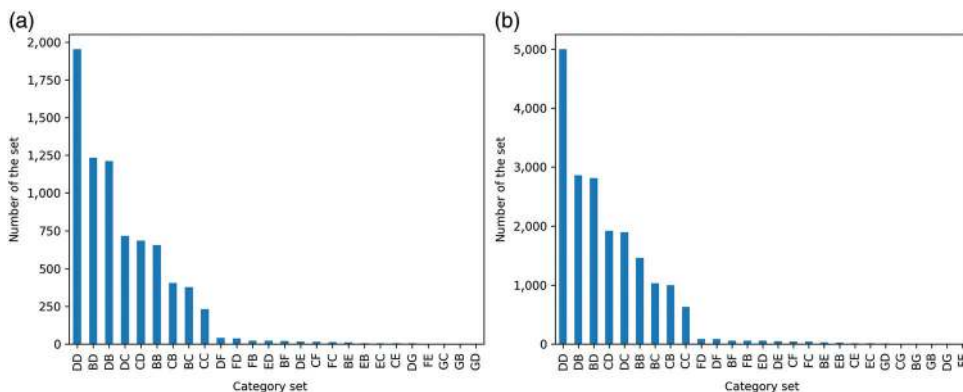 (a)
2,000
1,750
1,500
1,250
1,000
750
500
250
0
Number of the set
DD BD DB DC CD BB CB BC CC DF FD FB ED BF DE CF FC BE EB EC CE DG FE GC GB GD
Category set
(b)
5,000
4,000
3,000
2,000
1,000
0
Number of the set
DD DB BD CD DC BB BC CB CC FD DF BF FB ED DE CF FC BE EB CE EC GD CG BG GB DG
Category set